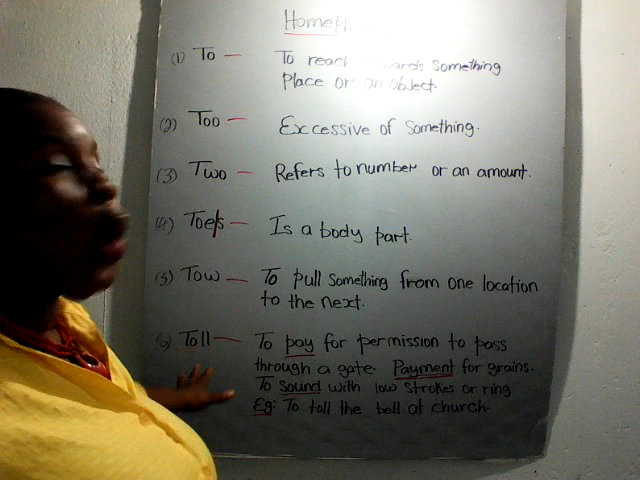 (1) To — To reach something
Place or an object.
(2) Too — Excessive of something.
(3) Two — Refers to number or an amount.
(4) Toe/s — Is a body part.
(5) Tow — To pull something from one location
to the next.
(6) Toll — To pay for permission to pass
through a gate. Payment for grains.
To sound with low strokes or ring
Eg: To toll the bell at church.